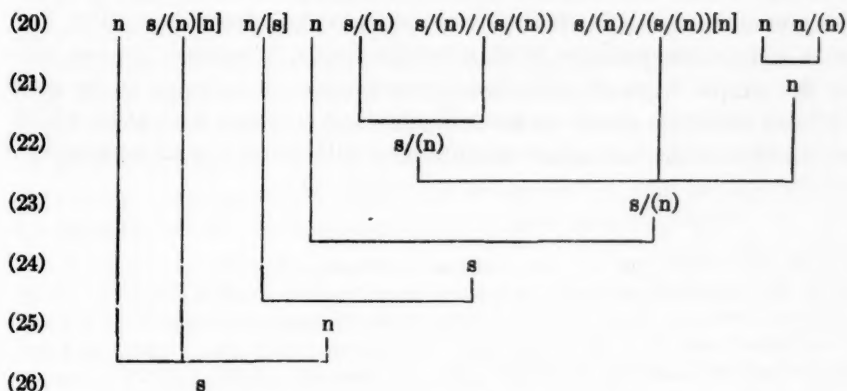 (20) n s/(n)[n] n/[s] n s/(n) s/(n)//(s/(n)) s/(n)//(s/(n))[n] n n/(n)
(21) n
(22) s/(n)
(23) s/(n)
(24) s
(25) n
(26) s